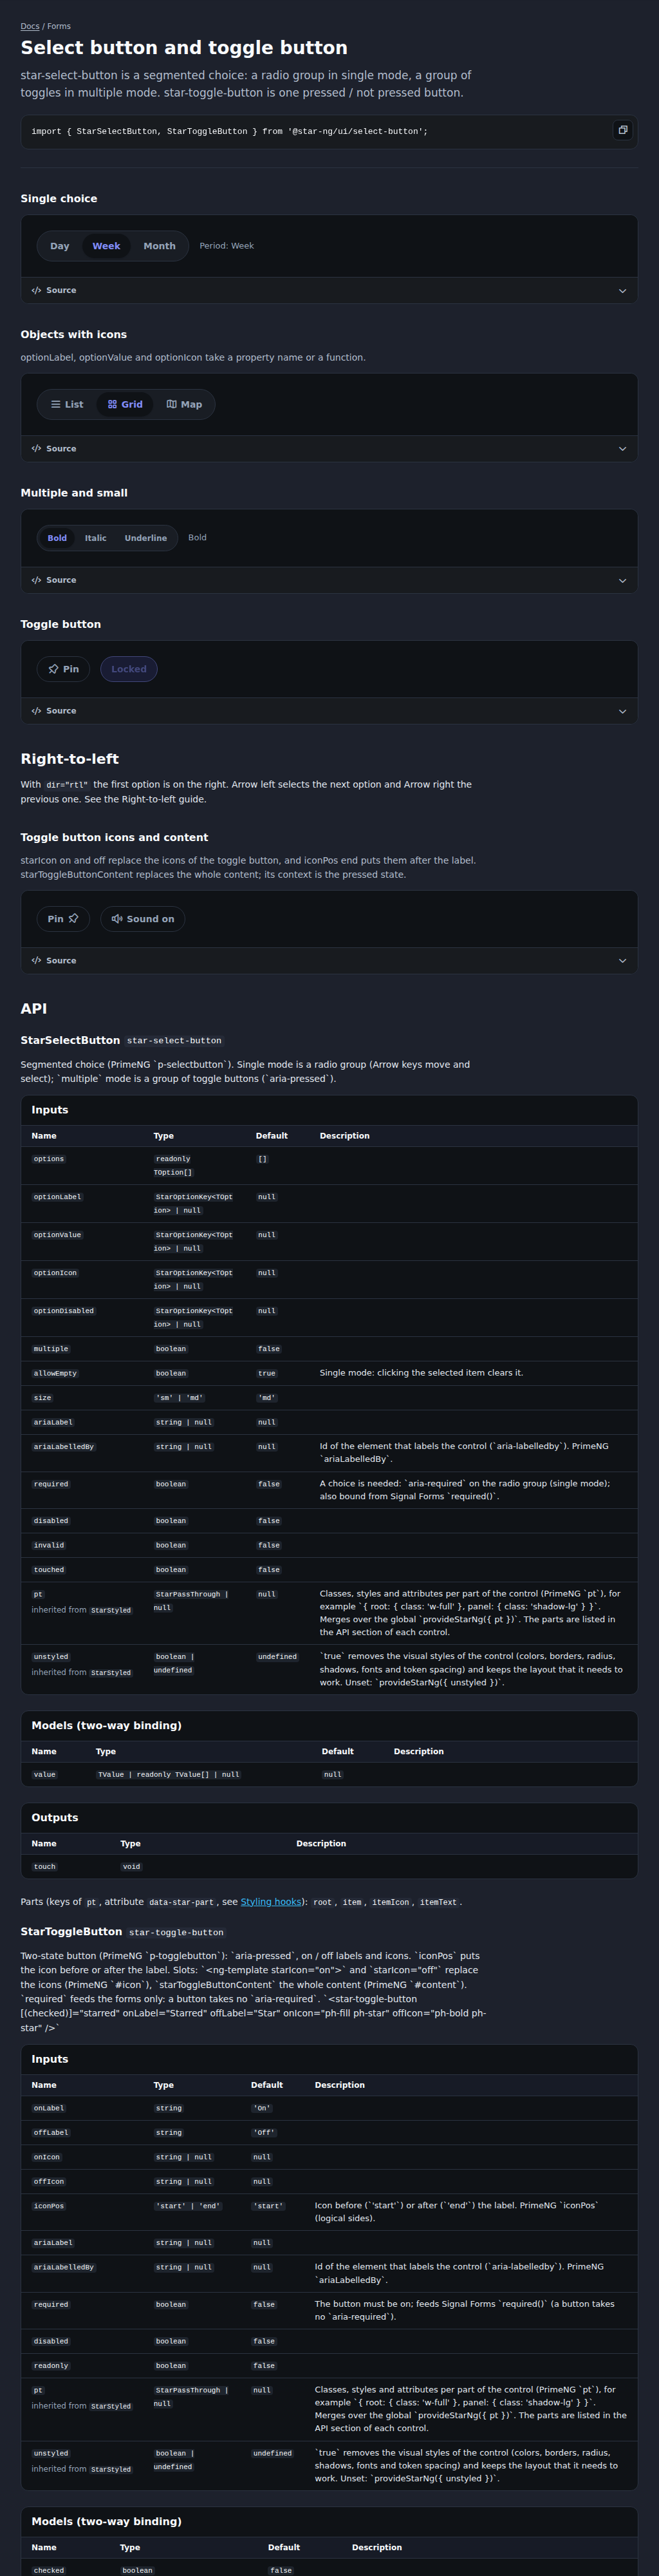 Docs / Forms
Select button and toggle button
star-select-button is a segmented choice: a radio group in single mode, a group of
toggles in multiple mode. star-toggle-button is one pressed / not pressed button.
import { StarSelectButton, StarToggleButton } from '@star-ng/ui/select-button';
Single choice
Day Week Month Period: Week
Source
Objects with icons
optionLabel, optionValue and optionIcon take a property name or a function.
List Grid Map
Source
Multiple and small
Bold Italic Underline Bold
Source
Toggle button
Pin Locked
Source
Right-to-left
With dir="rtl" the first option is on the right. Arrow left selects the next option and Arrow right the
previous one. See the Right-to-left guide.
Toggle button icons and content
starIcon on and off replace the icons of the toggle button, and iconPos end puts them after the label.
starToggleButtonContent replaces the whole content; its context is the pressed state.
Pin Sound on
Source
API
StarSelectButton star-select-button
Segmented choice (PrimeNG `p-selectbutton`). Single mode is a radio group (Arrow keys move and
select); `multiple` mode is a group of toggle buttons (`aria-pressed`).
Inputs
Name Type Default Description
options readonly []
TOption[]
optionLabel StarOptionKey<TOpt null
ion> | null
optionValue StarOptionKey<TOpt null
ion> | null
optionIcon StarOptionKey<TOpt null
ion> | null
optionDisabled StarOptionKey<TOpt null
ion> | null
multiple boolean false
allowEmpty boolean true Single mode: clicking the selected item clears it.
size 'sm' | 'md' 'md'
ariaLabel string | null null
ariaLabelledBy string | null null Id of the element that labels the control (`aria-labelledby`). PrimeNG
`ariaLabelledBy`.
required boolean false A choice is needed: `aria-required` on the radio group (single mode);
also bound from Signal Forms `required()`.
disabled boolean false
invalid boolean false
touched boolean false
pt StarPassThrough | null Classes, styles and attributes per part of the control (PrimeNG `pt`), for
inherited from StarStyled null example `{ root: { class: 'w-full' }, panel: { class: 'shadow-lg' } }`.
Merges over the global `provideStarNg({ pt })`. The parts are listed in
the API section of each control.
unstyled boolean | undefined `true` removes the visual styles of the control (colors, borders, radius,
inherited from StarStyled undefined shadows, fonts and token spacing) and keeps the layout that it needs to
work. Unset: `provideStarNg({ unstyled })`.
Models (two-way binding)
Name Type Default Description
value TValue | readonly TValue[] | null null
Outputs
Name Type Description
touch void
Parts (keys of pt, attribute data-star-part, see Styling hooks): root, item, itemIcon, itemText.
StarToggleButton star-toggle-button
Two-state button (PrimeNG `p-togglebutton`): `aria-pressed`, on / off labels and icons. `iconPos` puts
the icon before or after the label. Slots: `<ng-template starIcon="on">` and `starIcon="off"` replace
the icons (PrimeNG `#icon`), `starToggleButtonContent` the whole content (PrimeNG `#content`).
`required` feeds the forms only: a button takes no `aria-required`. `<star-toggle-button
[(checked)]="starred" onLabel="Starred" offLabel="Star" onIcon="ph-fill ph-star" offIcon="ph-bold ph-
star" />`
Inputs
Name Type Default Description
onLabel string 'On'
offLabel string 'Off'
onIcon string | null null
offIcon string | null null
iconPos 'start' | 'end' 'start' Icon before (`'start'`) or after (`'end'`) the label. PrimeNG `iconPos`
(logical sides).
ariaLabel string | null null
ariaLabelledBy string | null null Id of the element that labels the control (`aria-labelledby`). PrimeNG
`ariaLabelledBy`.
required boolean false The button must be on; feeds Signal Forms `required()` (a button takes
no `aria-required`).
disabled boolean false
readonly boolean false
pt StarPassThrough | null Classes, styles and attributes per part of the control (PrimeNG `pt`), for
inherited from StarStyled null example `{ root: { class: 'w-full' }, panel: { class: 'shadow-lg' } }`.
Merges over the global `provideStarNg({ pt })`. The parts are listed in the
API section of each control.
unstyled boolean | undefined `true` removes the visual styles of the control (colors, borders, radius,
inherited from StarStyled undefined shadows, fonts and token spacing) and keeps the layout that it needs to
work. Unset: `provideStarNg({ unstyled })`.
Models (two-way binding)
Name Type Default Description
checked boolean false